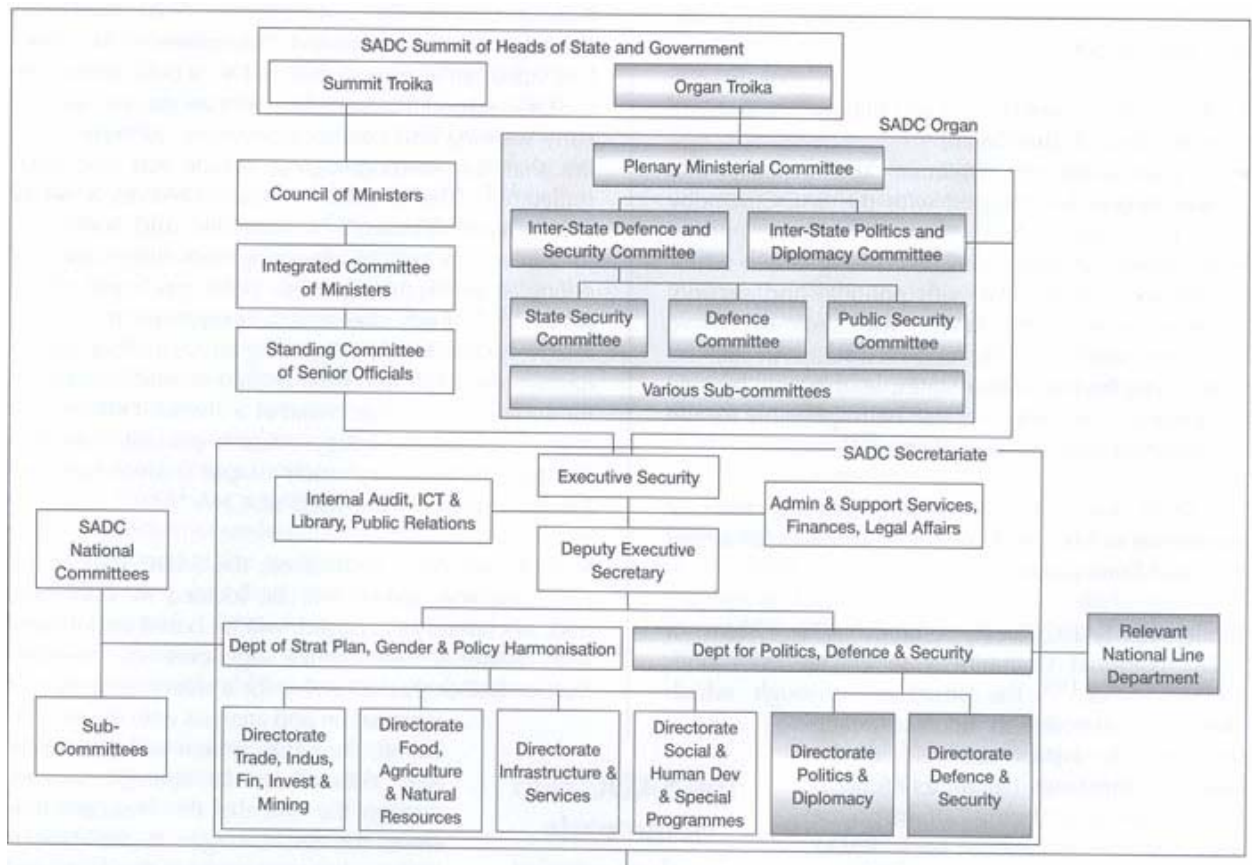 SADC Summit of Heads of State and Government
Summit Troika
Organ Troika
SADC Organ
Plenary Ministerial Committee
Council of Ministers
Inter-State Defence and
Security Committee
Inter-State Politics and
Diplomacy Committee
Integrated Committee
of Ministers
State Security
Committee
Defence
Committee
Public Security
Committee
Standing Committee
of Senior Officials
Various Sub-committees
SADC Secretariate
Executive Security
Internal Audit, ICT &
Library, Public Relations
Admin & Support Services,
Finances, Legal Affairs
SADC
National
Committees
Deputy Executive
Secretary
Dept of Strat Plan, Gender & Policy Harmonisation
Dept for Politics, Defence & Security
Relevant
National Line
Department
Sub-
Committees
Directorate
Trade, Indus,
Fin, Invest &
Mining
Directorate
Food,
Agriculture
& Natural
Resources
Directorate
Infrastructure &
Services
Directorate
Social &
Human Dev
& Special
Programmes
Directorate
Politics &
Diplomacy
Directorate
Defence &
Security